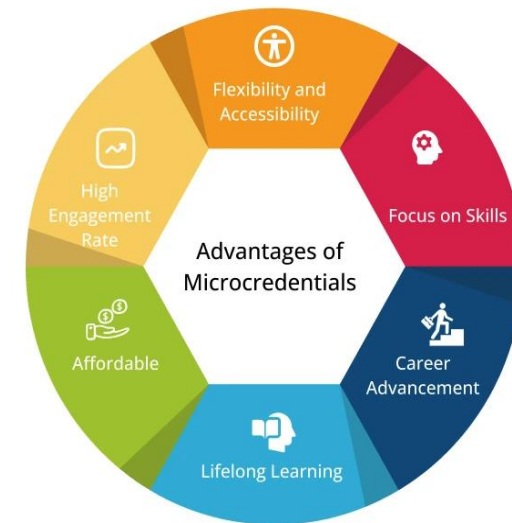 Flexibility and
Accessibility
Focus on Skills
Career
Advancement
Lifelong Learning
Affordable
High
Engagement
Rate
Advantages of
Microcredentials